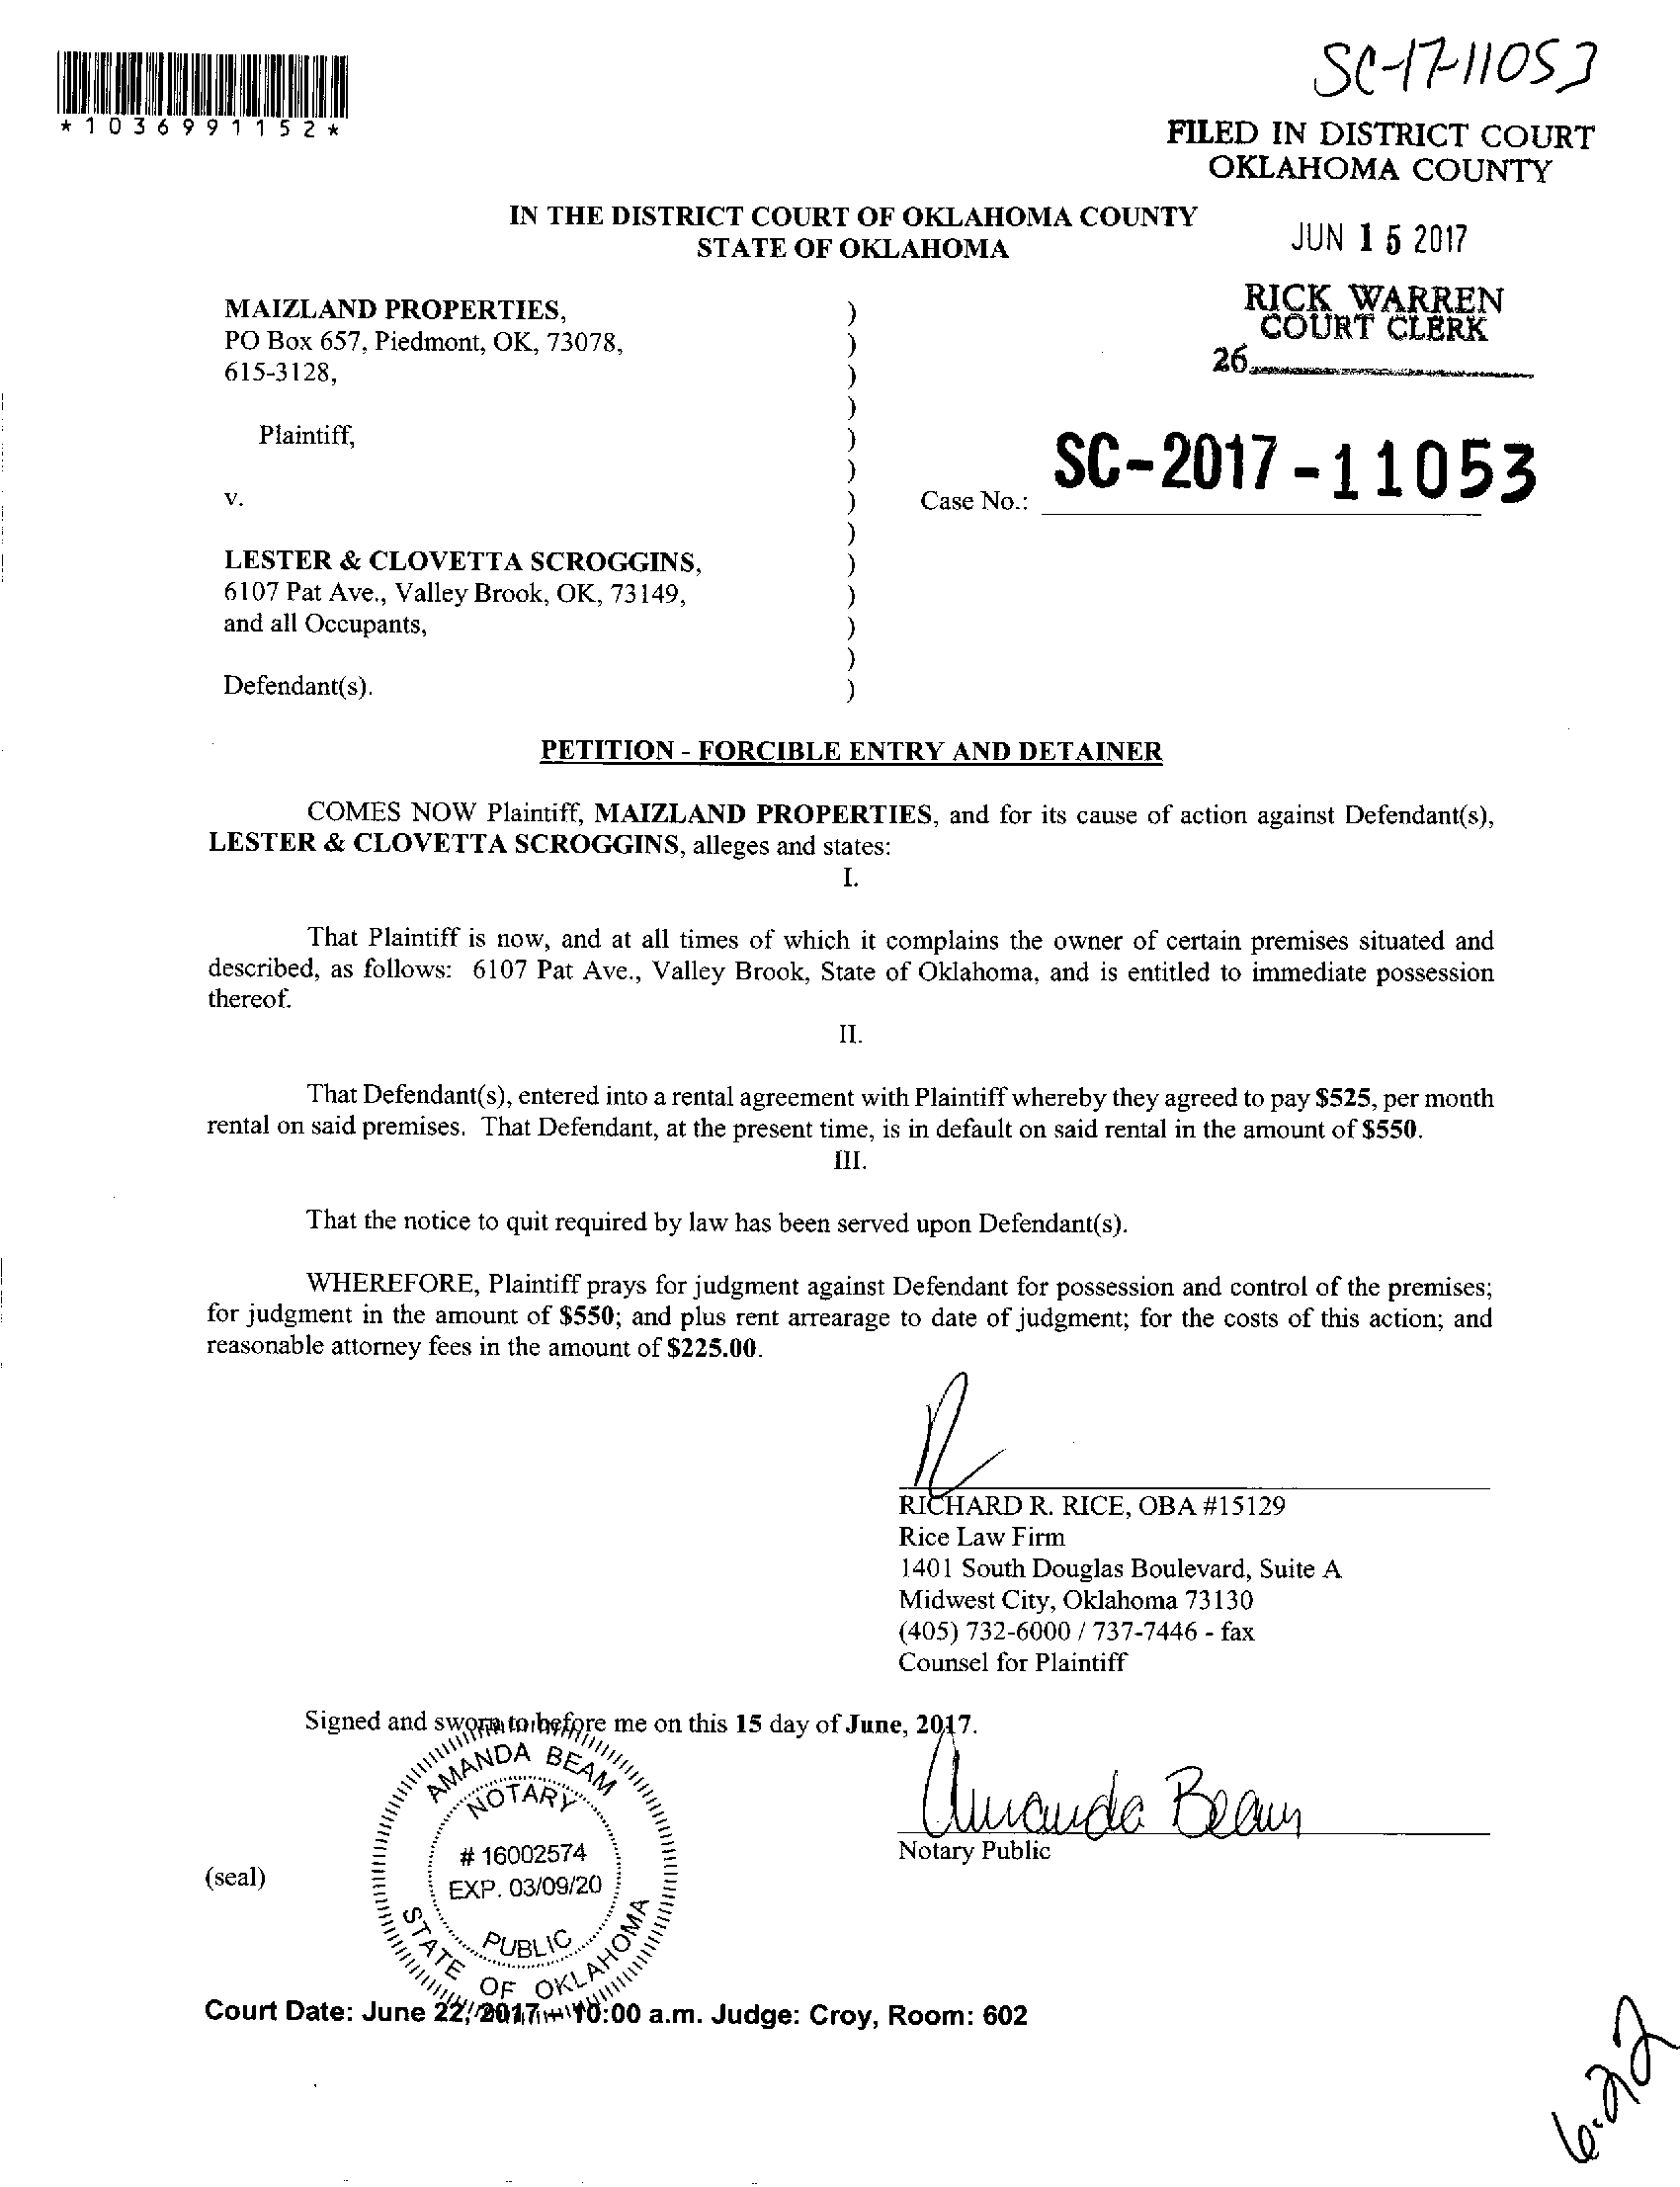 *1036991152*
SC-17-11053
FILED IN DISTRICT COURT
OKLAHOMA COUNTY
IN THE DISTRICT COURT OF OKLAHOMA COUNTY
STATE OF OKLAHOMA
JUN 15 2017
RICK WARREN
COURT CLERK
26
MAIZLAND PROPERTIES, )
PO Box 657, Piedmont, OK, 73078, )
615-3128, )
)
Plaintiff, )
)
v. ) Case No.: SC-2017-11053
)
LESTER & CLOVETTA SCROGGINS, )
6107 Pat Ave., Valley Brook, OK, 73149, )
and all Occupants, )
)
Defendant(s). )
PETITION - FORCIBLE ENTRY AND DETAINER
COMES NOW Plaintiff, MAIZLAND PROPERTIES, and for its cause of action against Defendant(s),
LESTER & CLOVETTA SCROGGINS, alleges and states:
I.
That Plaintiff is now, and at all times of which it complains the owner of certain premises situated and
described, as follows: 6107 Pat Ave., Valley Brook, State of Oklahoma, and is entitled to immediate possession
thereof.
II.
That Defendant(s), entered into a rental agreement with Plaintiff whereby they agreed to pay $525, per month
rental on said premises. That Defendant, at the present time, is in default on said rental in the amount of $550.
III.
That the notice to quit required by law has been served upon Defendant(s).
WHEREFORE, Plaintiff prays for judgment against Defendant for possession and control of the premises;
for judgment in the amount of $550; and plus rent arrearage to date of judgment; for the costs of this action; and
reasonable attorney fees in the amount of $225.00.
RICHARD R. RICE, OBA #15129
Rice Law Firm
1401 South Douglas Boulevard, Suite A
Midwest City, Oklahoma 73130
(405) 732-6000 / 737-7446 - fax
Counsel for Plaintiff
Signed and sworn to before me on this 15 day of June, 2017.
AMANDA BEAM
NOTARY
# 16002574
EXP. 03/09/20
PUBLIC
STATE OF OKLAHOMA
Amanda Beam
Notary Public
(seal)
Court Date: June 22, 2017 - 10:00 a.m. Judge: Croy, Room: 602
6-22